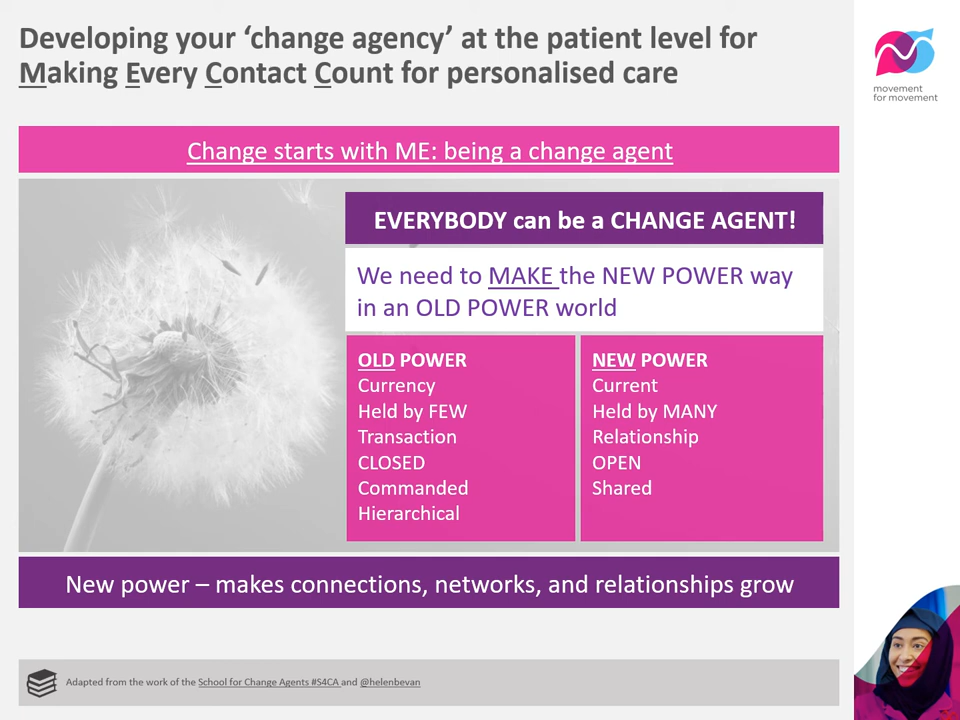 Developing your ‘change agency’ at the patient level for
Making Every Contact Count for personalised care
movement
for movement
Change starts with ME: being a change agent
EVERYBODY can be a CHANGE AGENT!
We need to MAKE the NEW POWER way
in an OLD POWER world
OLD POWER
Currency
Held by FEW
Transaction
CLOSED
Commanded
Hierarchical
NEW POWER
Current
Held by MANY
Relationship
OPEN
Shared
New power – makes connections, networks, and relationships grow
Adapted from the work of the School for Change Agents #S4CA and @helenbevan